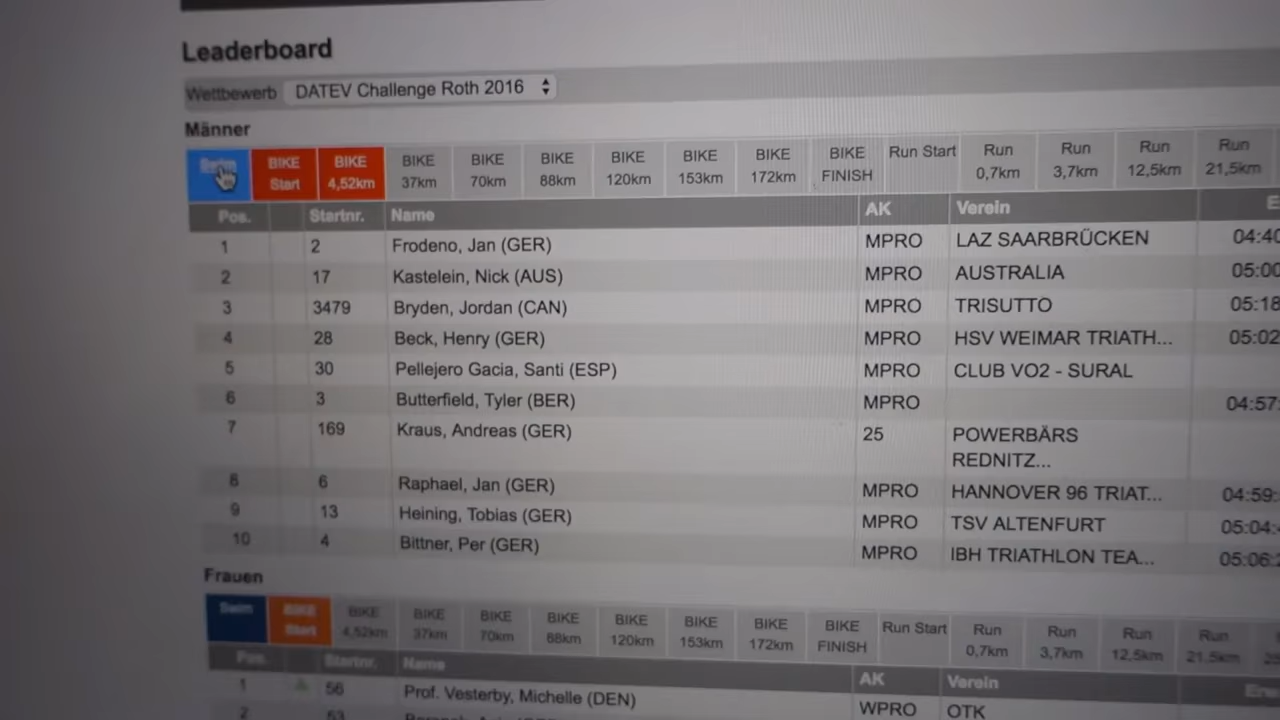 Leaderboard
Wettbewerb DATEV Challenge Roth 2016
Männer
Swim BIKE Start BIKE 4,52km BIKE 37km BIKE 70km BIKE 88km BIKE 120km BIKE 153km BIKE 172km BIKE FINISH Run Start Run 0,7km Run 3,7km Run 12,5km Run 21,5km
Pos. Startnr. Name AK Verein
1 2 Frodeno, Jan (GER) MPRO LAZ SAARBRÜCKEN 04:40
2 17 Kastelein, Nick (AUS) MPRO AUSTRALIA 05:00
3 3479 Bryden, Jordan (CAN) MPRO TRISUTTO 05:18
4 28 Beck, Henry (GER) MPRO HSV WEIMAR TRIATH... 05:02
5 30 Pellejero Gacia, Santi (ESP) MPRO CLUB VO2 - SURAL
6 3 Butterfield, Tyler (BER) MPRO 04:57:
7 169 Kraus, Andreas (GER) 25 POWERBÄRS
REDNITZ...
8 6 Raphael, Jan (GER) MPRO HANNOVER 96 TRIAT... 04:59:
9 13 Heining, Tobias (GER) MPRO TSV ALTENFURT 05:04:
10 4 Bittner, Per (GER) MPRO IBH TRIATHLON TEA... 05:06:
Frauen
Swim BIKE Start BIKE 4,52km BIKE 37km BIKE 70km BIKE 88km BIKE 120km BIKE 153km BIKE 172km BIKE FINISH Run Start Run 0,7km Run 3,7km Run 12,5km Run 21,5km
Pos. Startnr. Name AK Verein
1 56 Prof. Vesterby, Michelle (DEN) WPRO OTK
2